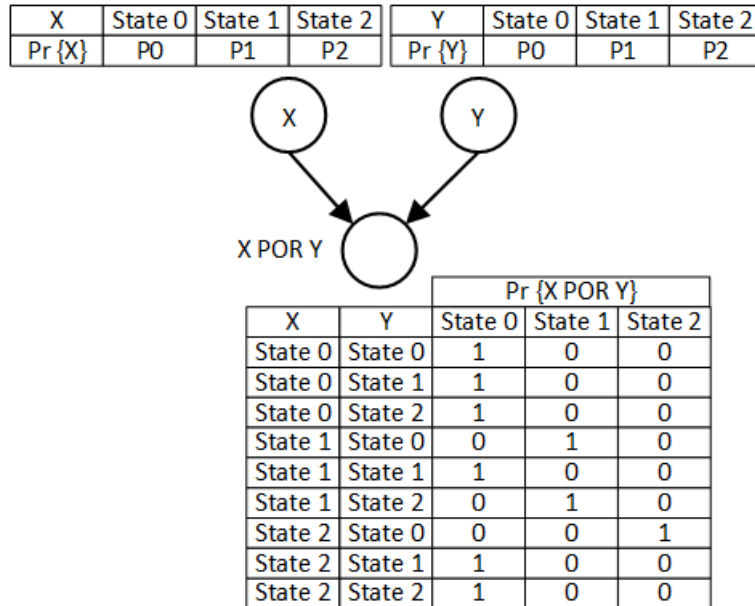 X State 0 State 1 State 2 Y State 0 State 1 State 2
Pr {X} P0 P1 P2 Pr {Y} P0 P1 P2
X Y
X POR Y
Pr {X POR Y}
X Y State 0 State 1 State 2
State 0 State 0 1 0 0
State 0 State 1 1 0 0
State 0 State 2 1 0 0
State 1 State 0 0 1 0
State 1 State 1 1 0 0
State 1 State 2 0 1 0
State 2 State 0 0 0 1
State 2 State 1 1 0 0
State 2 State 2 1 0 0